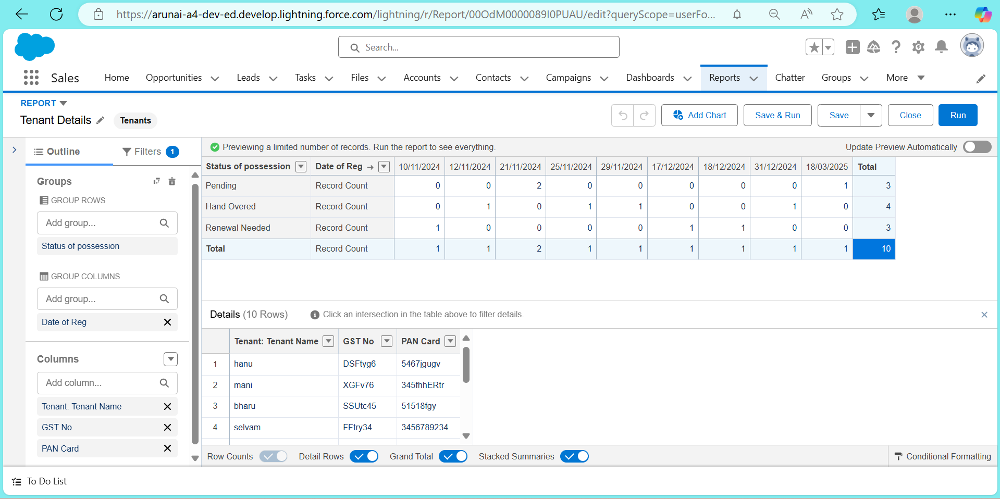 https://arunai-a4-dev-ed.develop.lightning.force.com/lightning/r/Report/00OdM0000089I0PUAU/edit?queryScope=userFo...
Search...
Sales
Home Opportunities Leads Tasks Files Accounts Contacts Campaigns Dashboards Reports Chatter Groups More
REPORT
Tenant Details Tenants
Add Chart Save & Run Save Close Run
Outline Filters 1
Previewing a limited number of records. Run the report to see everything. Update Preview Automatically
Groups
GROUP ROWS
Add group...
Status of possession
GROUP COLUMNS
Add group...
Date of Reg
Columns
Add column...
Tenant: Tenant Name
GST No
PAN Card
Status of possession Date of Reg 10/11/2024 12/11/2024 21/11/2024 25/11/2024 29/11/2024 17/12/2024 18/12/2024 31/12/2024 18/03/2025 Total
Pending Record Count 0 0 2 0 0 0 0 0 1 3
Hand Overed Record Count 0 1 0 1 1 0 0 1 0 4
Renewal Needed Record Count 1 0 0 0 0 1 1 0 0 3
Total Record Count 1 1 2 1 1 1 1 1 1 10
Details (10 Rows) Click an intersection in the table above to filter details.
Tenant: Tenant Name GST No PAN Card
1 hanu DSFtyg6 5467jgugv
2 mani XGFv76 345fhhERtr
3 bharu SSUtc45 51518fgy
4 selvam FFtry34 3456789234
Row Counts Detail Rows Grand Total Stacked Summaries Conditional Formatting
To Do List